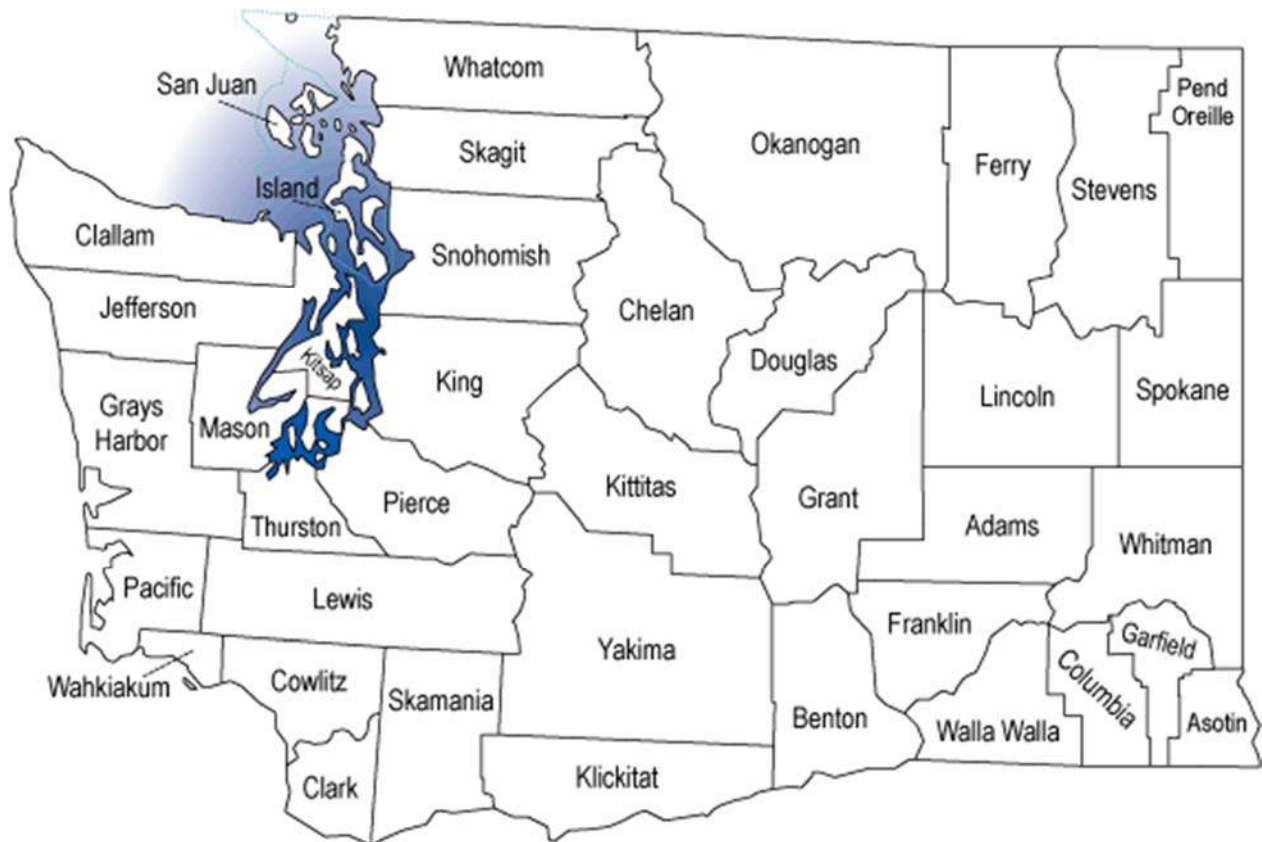 Whatcom
San Juan
Pend
Oreille
Okanogan
Skagit
Ferry
Stevens
Island
Clallam
Snohomish
Jefferson
Chelan
Douglas
Kitsap
King
Lincoln
Spokane
Grays
Harbor
Mason
Kittitas
Grant
Pierce
Thurston
Adams
Whitman
Pacific
Lewis
Franklin
Garfield
Yakima
Wahkiakum
Cowlitz
Skamania
Columbia
Benton
Walla Walla
Asotin
Klickitat
Clark